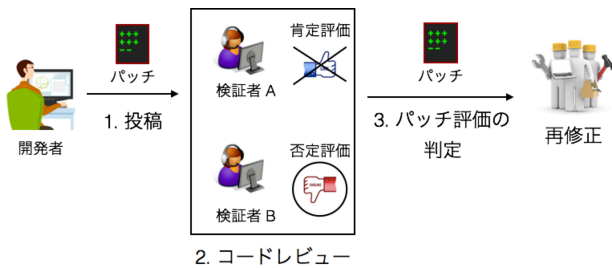 開発者
パッチ
1. 投稿
肯定評価
検証者 A
否定評価
検証者 B
2. コードレビュー
パッチ
3. パッチ評価の
判定
再修正